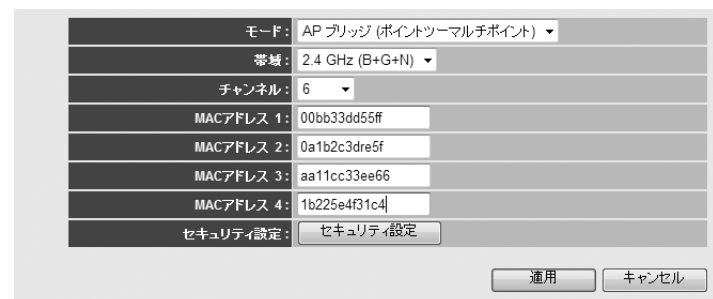 モード: AP ブリッジ (ポイントツーマルチポイント)
帯域: 2.4 GHz (B+G+N)
チャンネル: 6
MACアドレス 1: 00bb33dd55ff
MACアドレス 2: 0a1b2c3dre5f
MACアドレス 3: aa11cc33ee66
MACアドレス 4: 1b225e4f31c4
セキュリティ設定: セキュリティ設定
適用 キャンセル